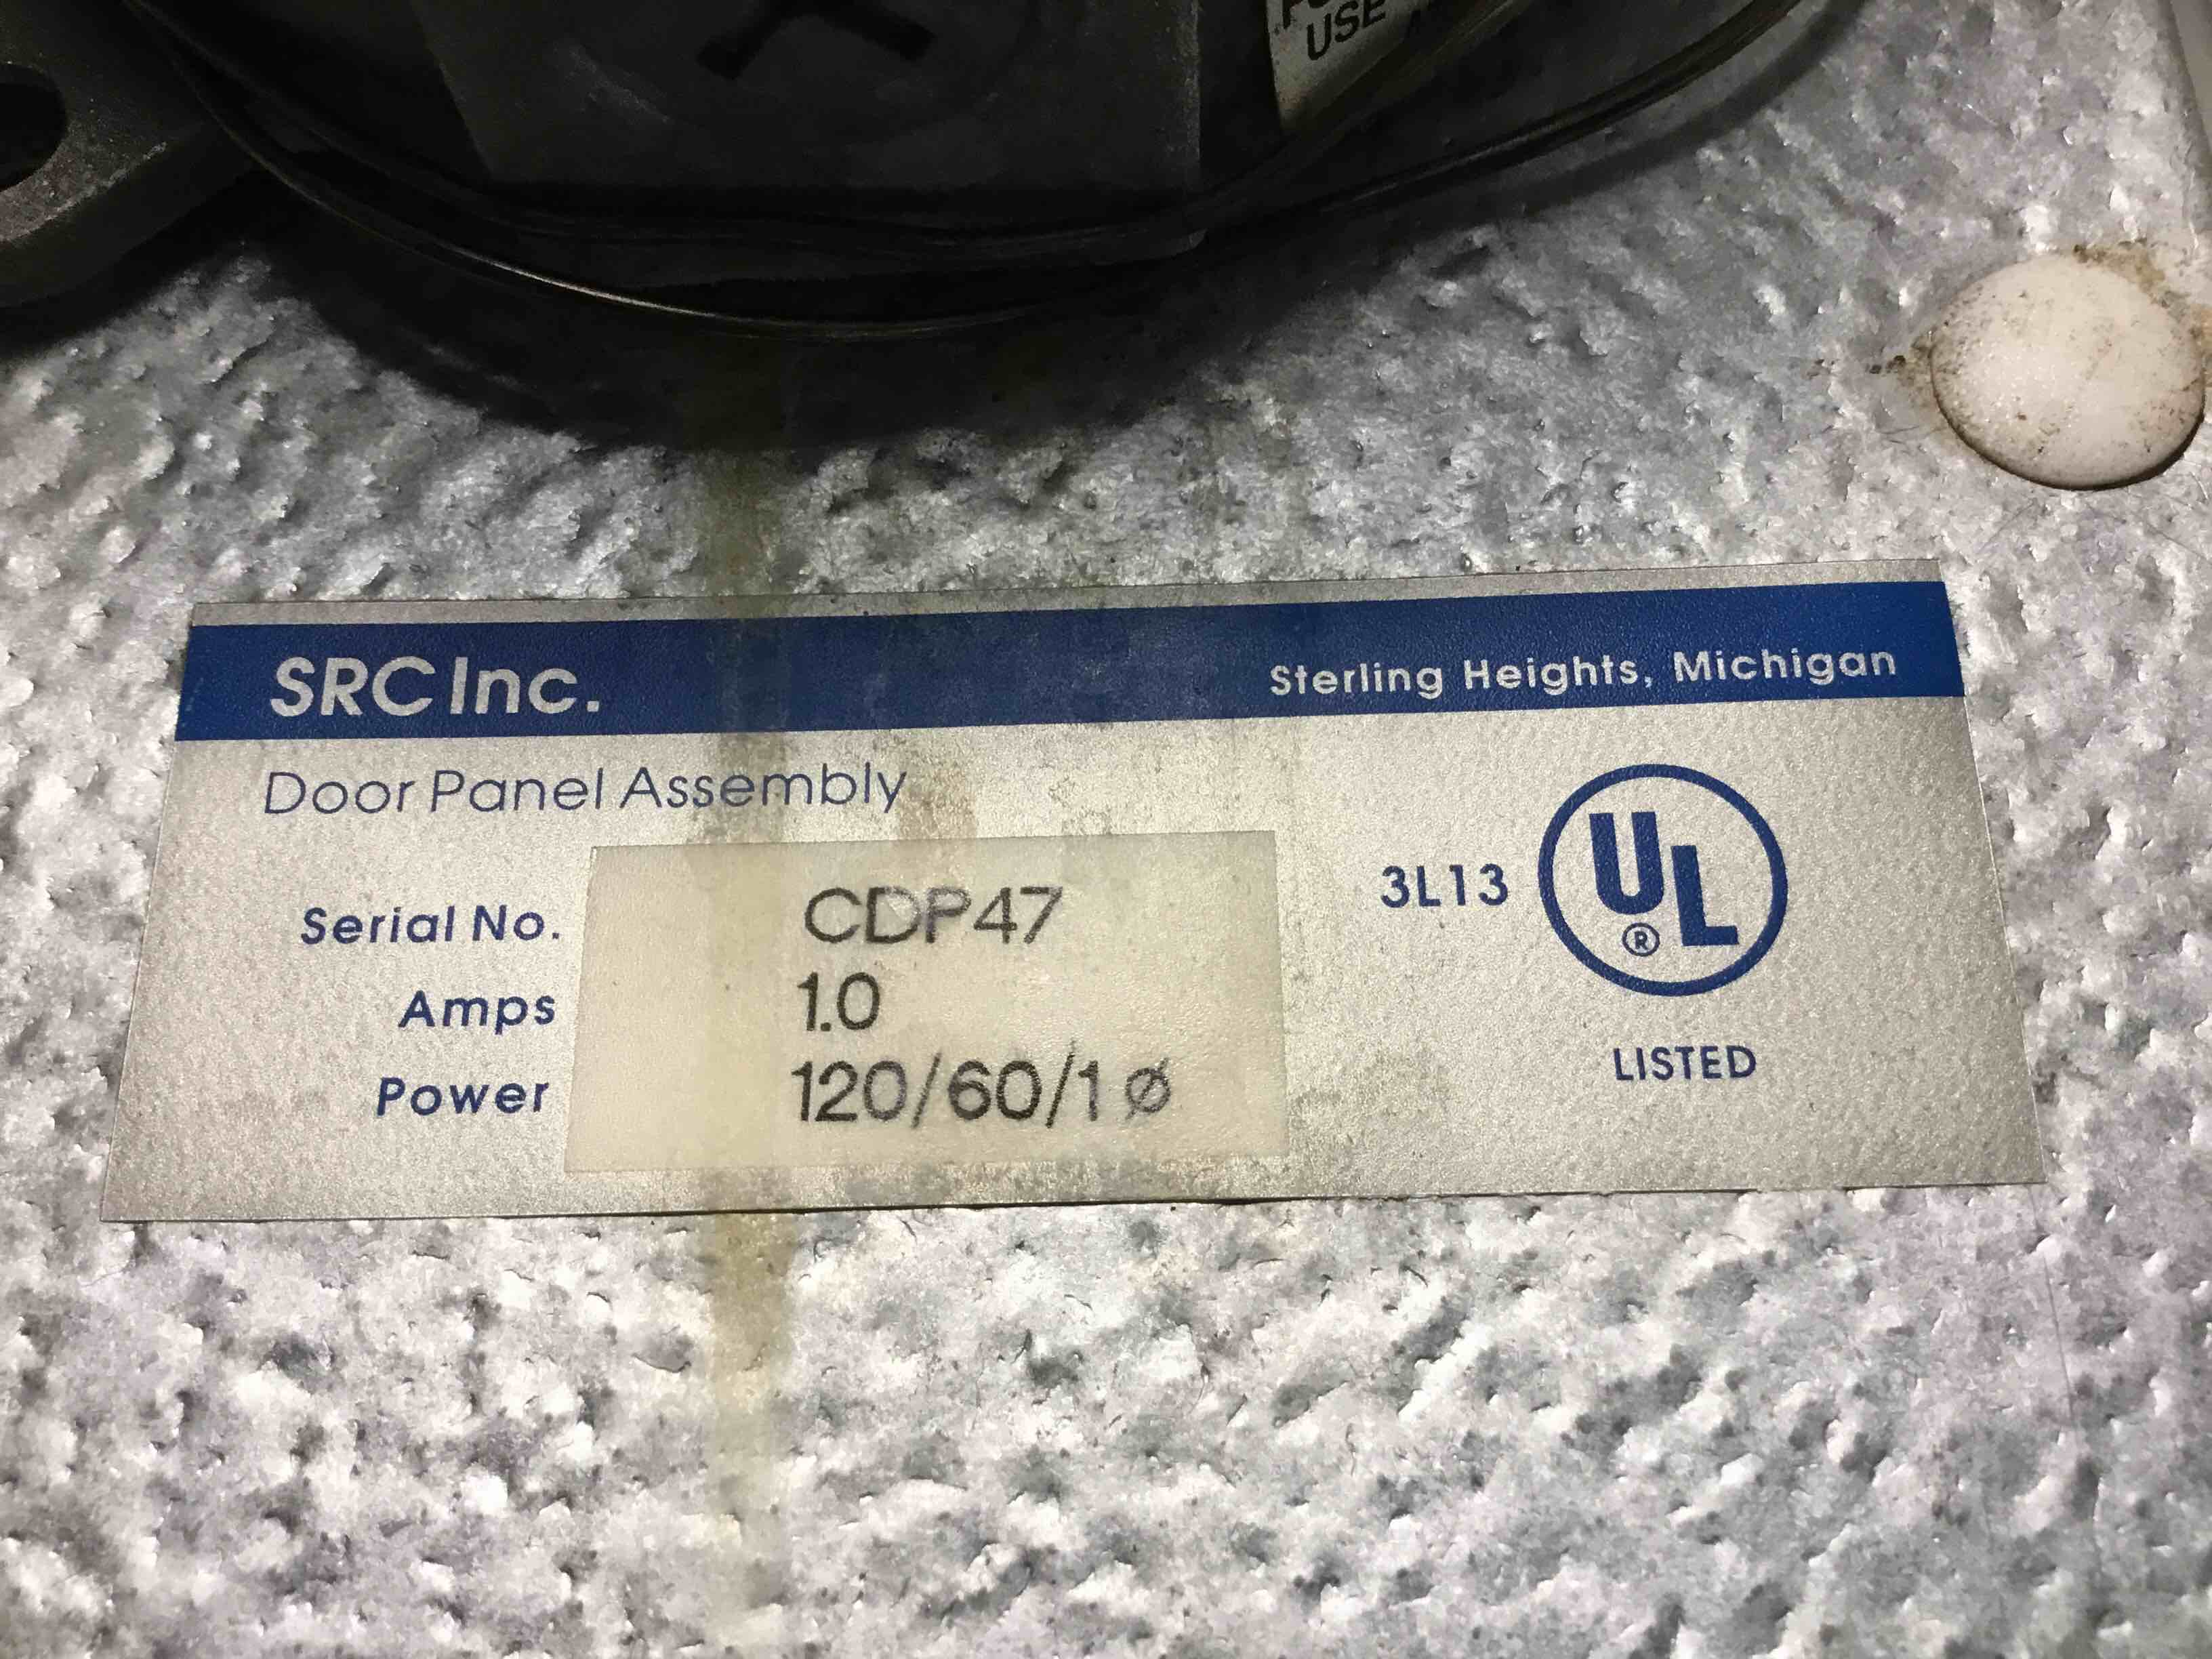 USE
SRC Inc.
Sterling Heights, Michigan
Door Panel Assembly
Serial No. CDP47
Amps 1.0
Power 120/60/1 ø
3L13
UL
®
LISTED